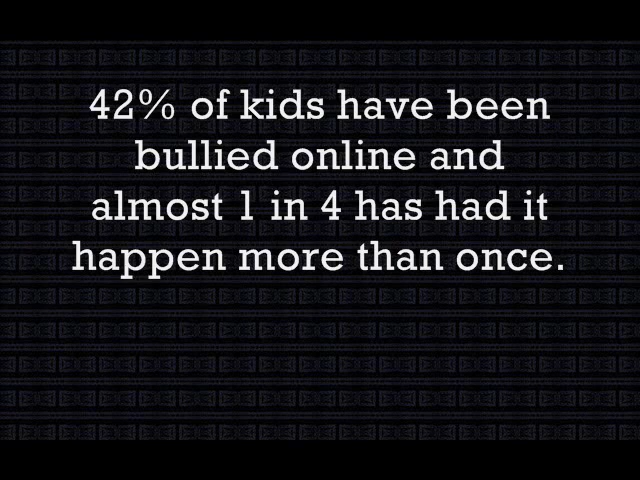 42% of kids have been
bullied online and
almost 1 in 4 has had it
happen more than once.